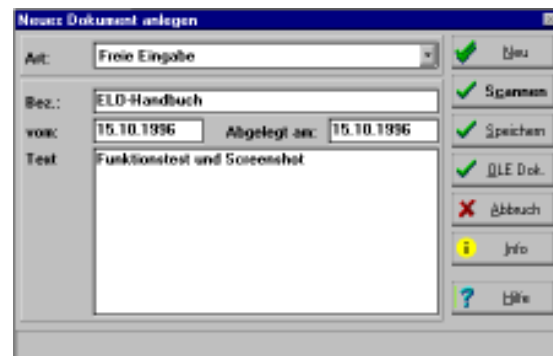 Neues Dokument anlegen
Art: Freie Eingabe
Bez.: ELO-Handbuch
vom: 15.10.1996 Abgelegt am: 15.10.1996
Text Funktionstest und Screenshot
Neu
Scannen
Speichern
OLE Dok.
Abbruch
Info
Hilfe